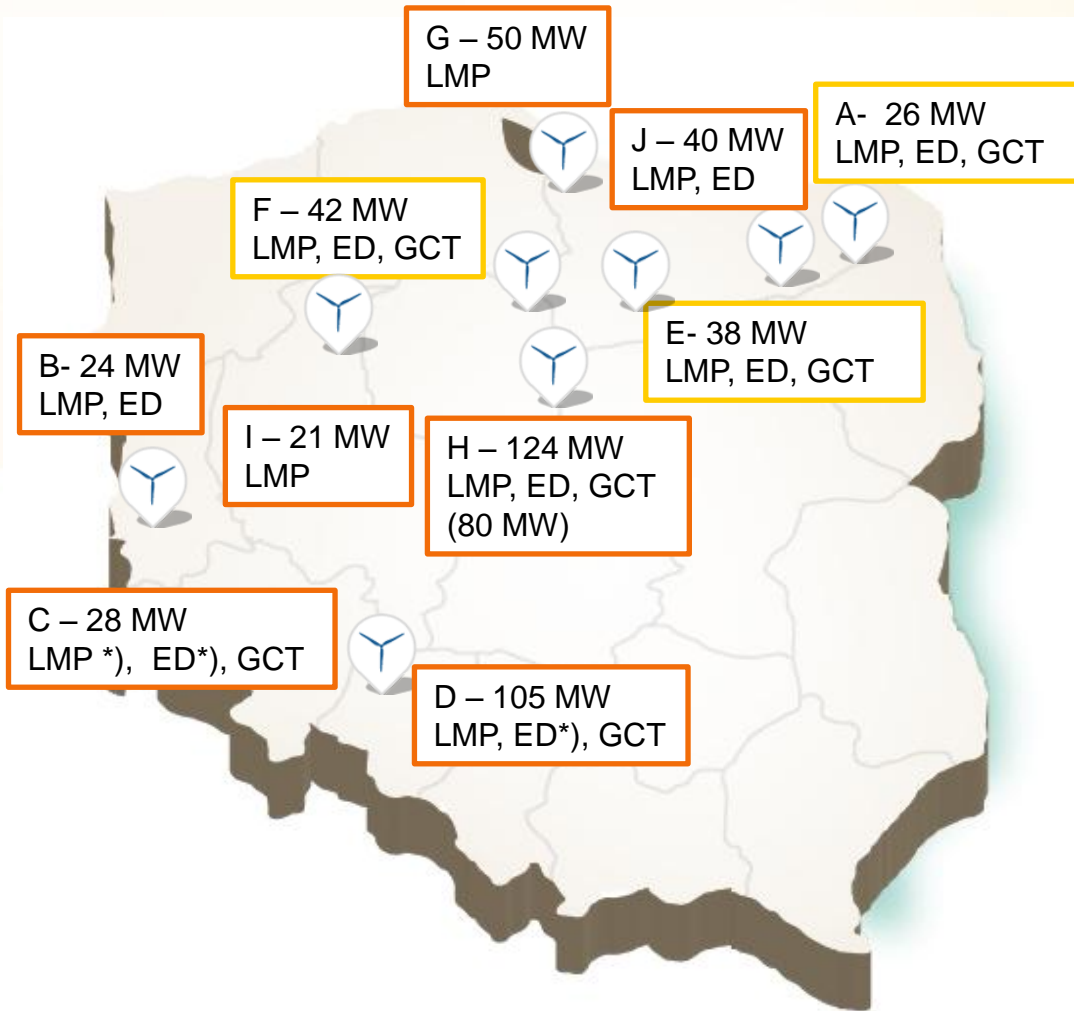 G – 50 MW
LMP
J – 40 MW
LMP, ED
A-  26 MW
LMP, ED, GCT
F – 42 MW
LMP, ED, GCT
E- 38 MW
LMP, ED, GCT
B- 24 MW
LMP, ED
I – 21 MW
LMP
H – 124 MW
LMP, ED, GCT
(80 MW)
C – 28 MW
LMP *),  ED*), GCT
D – 105 MW
LMP, ED*), GCT